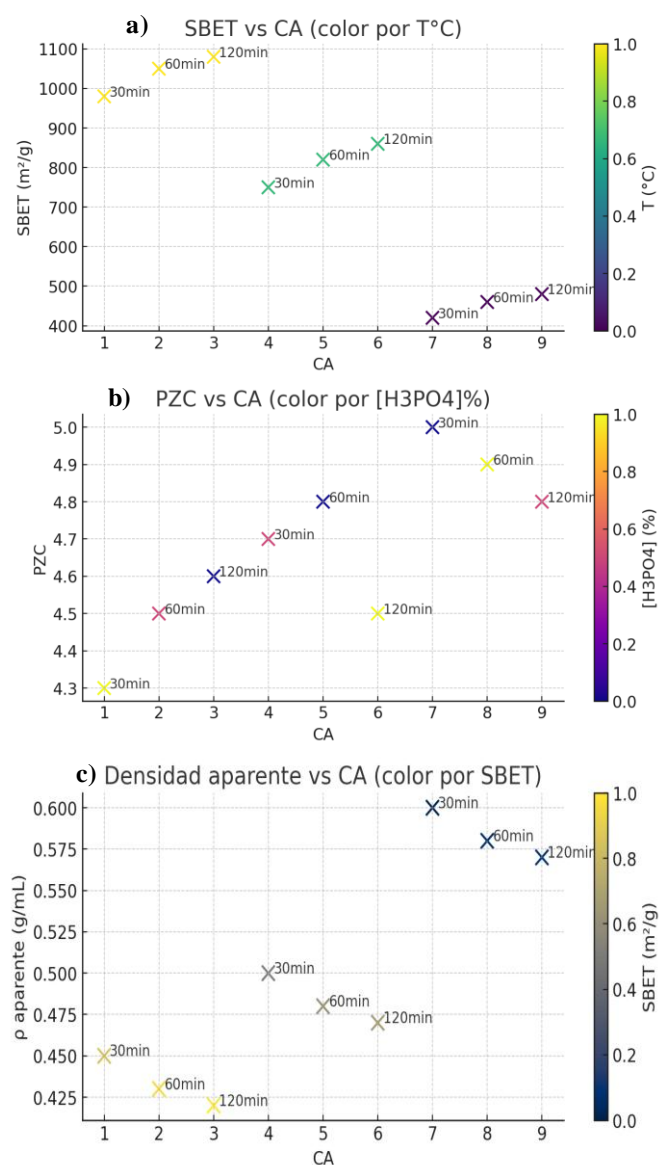 a) SBET vs CA (color por T°C)
1100
1000
900
800
700
600
500
400
SBET (m²/g)
30min
60min
120min
30min
60min
120min
30min
60min
120min
1 2 3 4 5 6 7 8 9
CA
1.0
0.8
0.6
0.4
0.2
0.0
T (°C)
b) PZC vs CA (color por [H3PO4]%)
5.0
4.9
4.8
4.7
4.6
4.5
4.4
4.3
PZC
30min
60min
120min
30min
60min
120min
30min
60min
120min
1 2 3 4 5 6 7 8 9
CA
1.0
0.8
0.6
0.4
0.2
0.0
[H3PO4] (%)
c) Densidad aparente vs CA (color por SBET)
0.600
0.575
0.550
0.525
0.500
0.475
0.450
0.425
ρ aparente (g/mL)
30min
60min
120min
30min
60min
120min
30min
60min
120min
1 2 3 4 5 6 7 8 9
CA
1.0
0.8
0.6
0.4
0.2
0.0
SBET (m²/g)